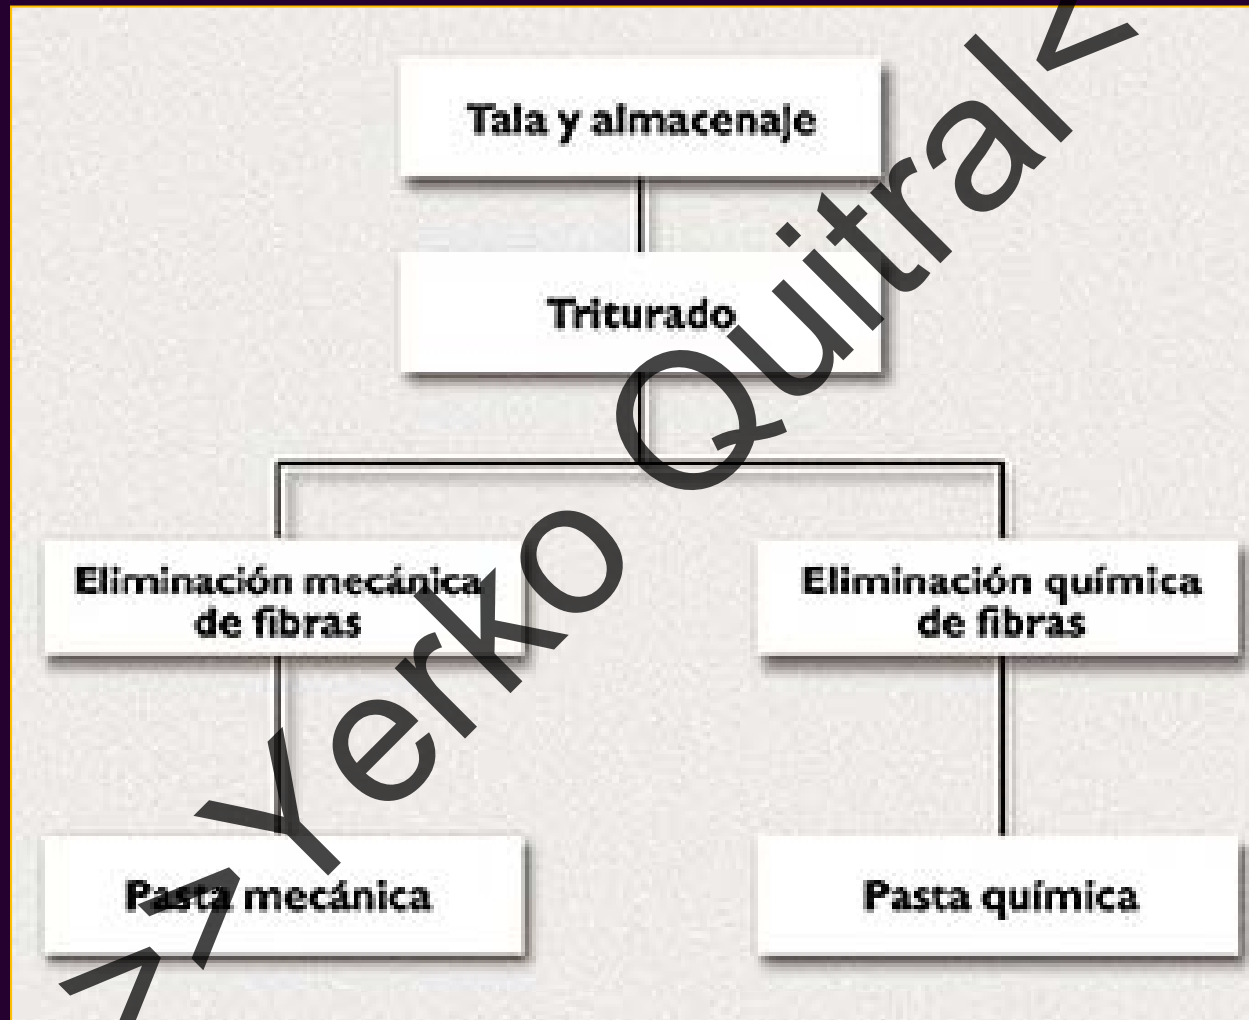 Tala y almacenaje
Triturado
Eliminación mecánica
de fibras
Eliminación química
de fibras
Pasta mecánica
Pasta química
>>Yerko Quitral<